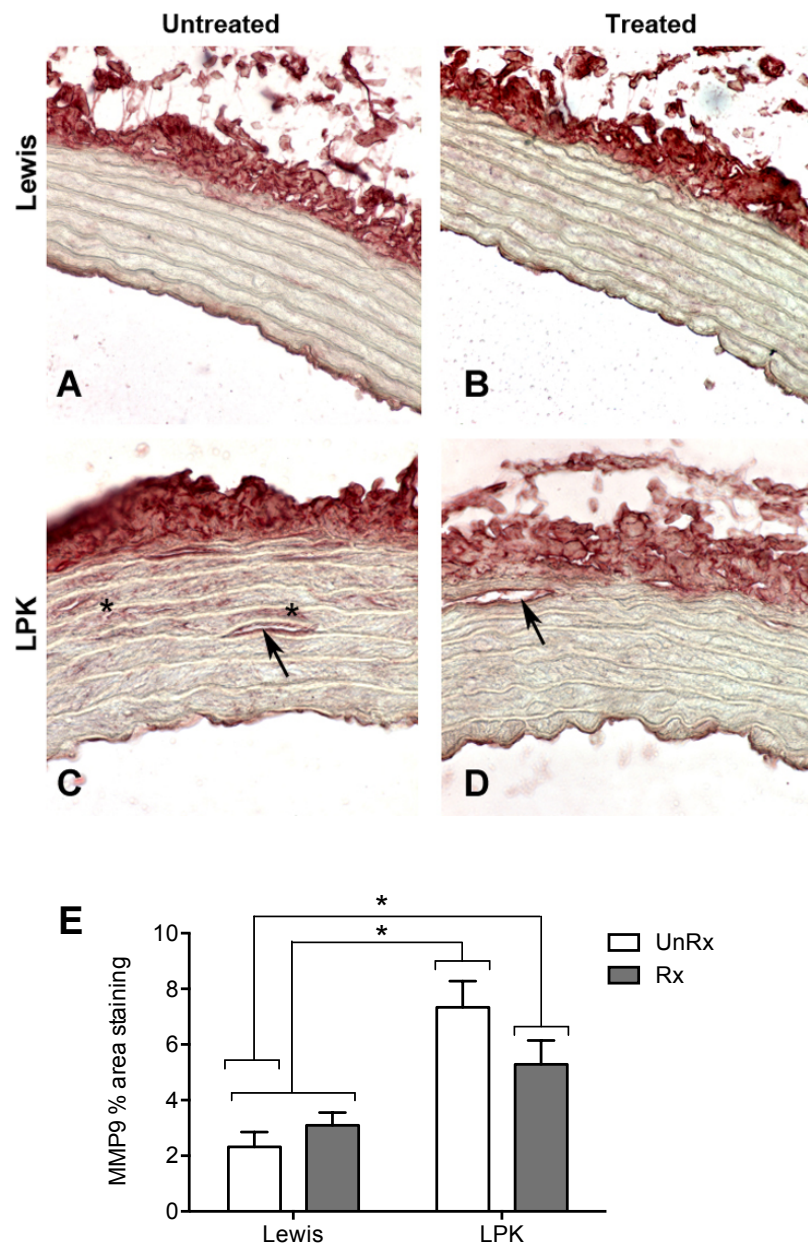 Untreated
Treated
Lewis
A
B
LPK
*
*
C
D
E
*
*
UnRx
Rx
MMP9 % area staining
10
8
6
4
2
0
Lewis
LPK